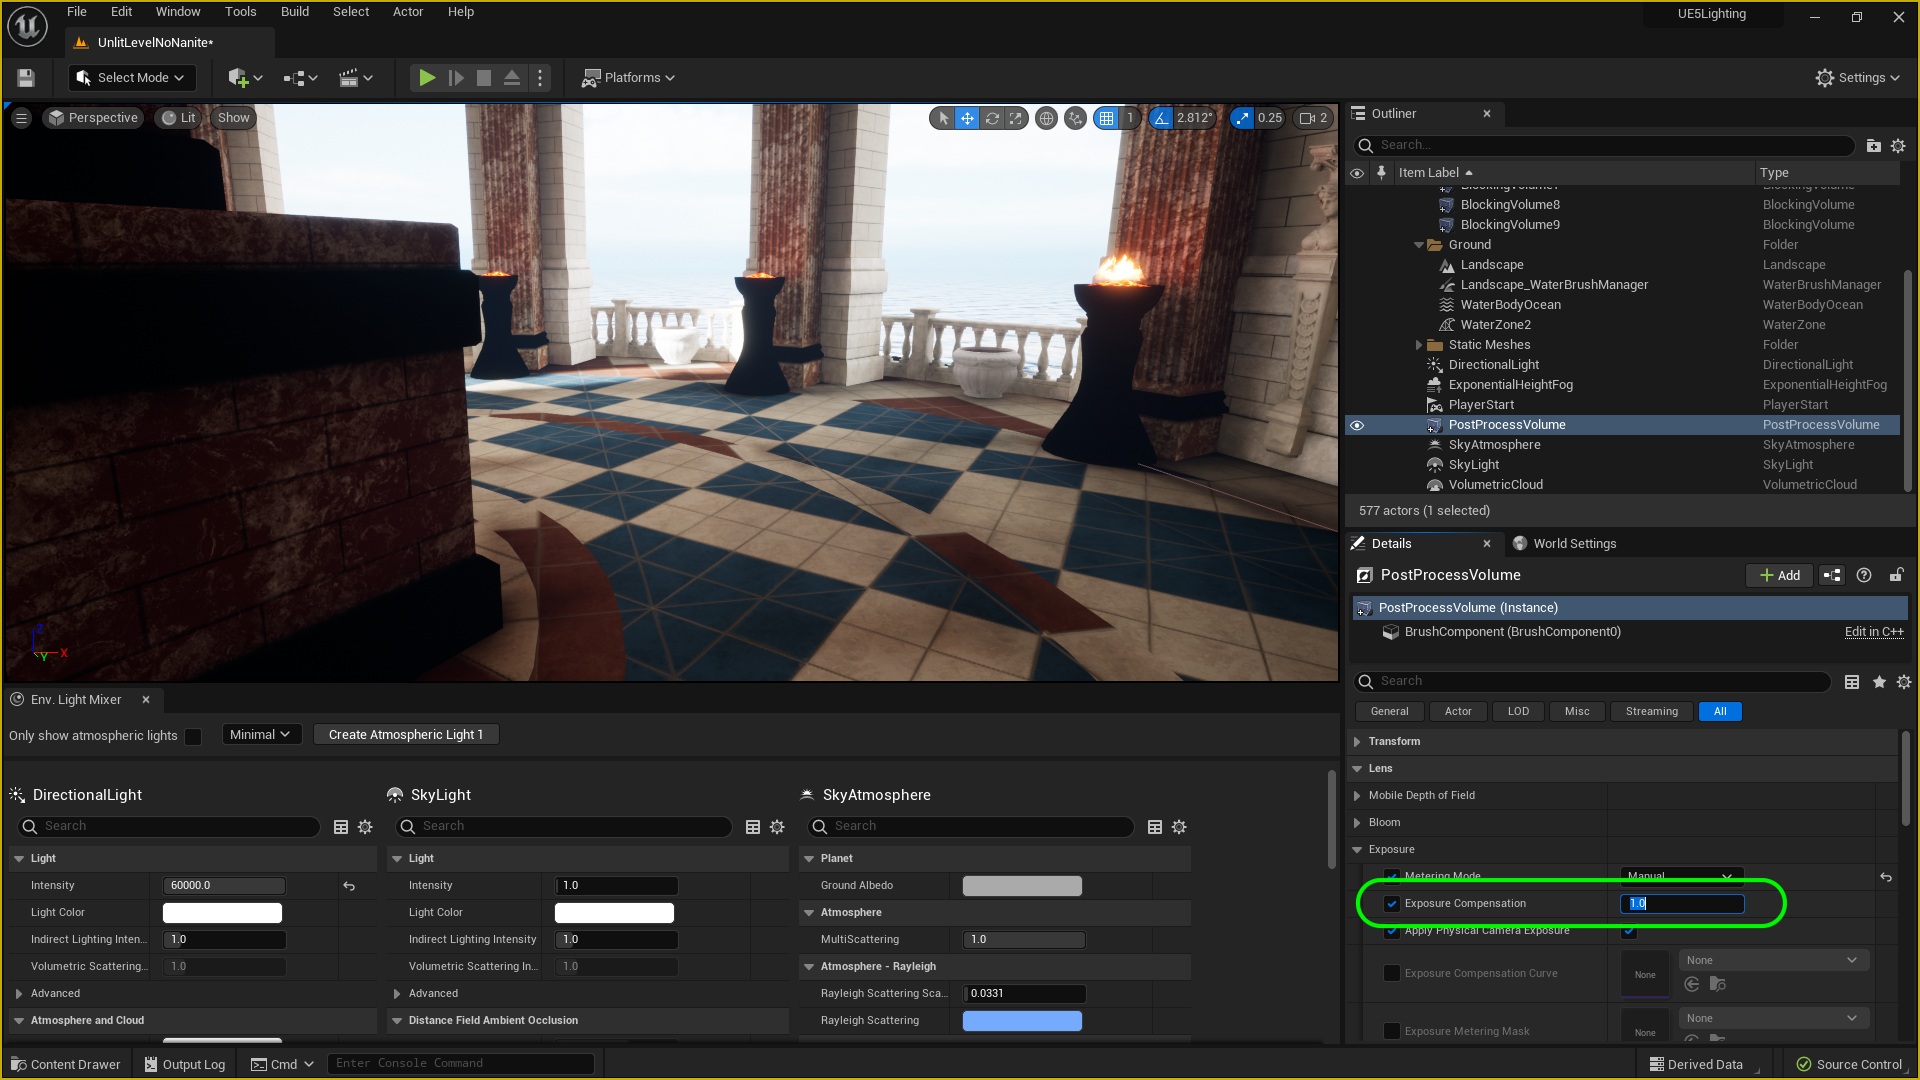 File Edit Window Tools Build Select Actor Help
UE5Lighting
UnlitLevelNoNanite*
Select Mode
Platforms
Settings
Perspective
Lit
Show
1
2.812°
0.25
2
Z
X
Y
Outliner
Search...
Item Label
Type
BlockingVolume7 BlockingVolume
BlockingVolume8 BlockingVolume
BlockingVolume9 BlockingVolume
Ground Folder
Landscape Landscape
Landscape_WaterBrushManager WaterBrushManager
WaterBodyOcean WaterBodyOcean
WaterZone2 WaterZone
Static Meshes Folder
DirectionalLight DirectionalLight
ExponentialHeightFog ExponentialHeightFog
PlayerStart PlayerStart
PostProcessVolume PostProcessVolume
SkyAtmosphere SkyAtmosphere
SkyLight SkyLight
VolumetricCloud VolumetricCloud
577 actors (1 selected)
Details
World Settings
PostProcessVolume
Add
PostProcessVolume (Instance)
BrushComponent (BrushComponent0)
Edit in C++
Search
General Actor LOD Misc Streaming All
Transform
Lens
Mobile Depth of Field
Bloom
Exposure
Metering Mode Manual
Exposure Compensation 1.0
Apply Physical Camera Exposure
Exposure Compensation Curve None None
Exposure Metering Mask None None
Env. Light Mixer
Only show atmospheric lights
Minimal
Create Atmospheric Light 1
DirectionalLight
Search
Light
Intensity 60000.0
Light Color
Indirect Lighting Inten... 1.0
Volumetric Scattering... 1.0
Advanced
Atmosphere and Cloud
SkyLight
Search
Light
Intensity 1.0
Light Color
Indirect Lighting Intensity 1.0
Volumetric Scattering In... 1.0
Advanced
Distance Field Ambient Occlusion
SkyAtmosphere
Search
Planet
Ground Albedo
Atmosphere
MultiScattering 1.0
Atmosphere - Rayleigh
Rayleigh Scattering Sca... 0.0331
Rayleigh Scattering
Content Drawer
Output Log
Cmd
Enter Console Command
Derived Data
Source Control